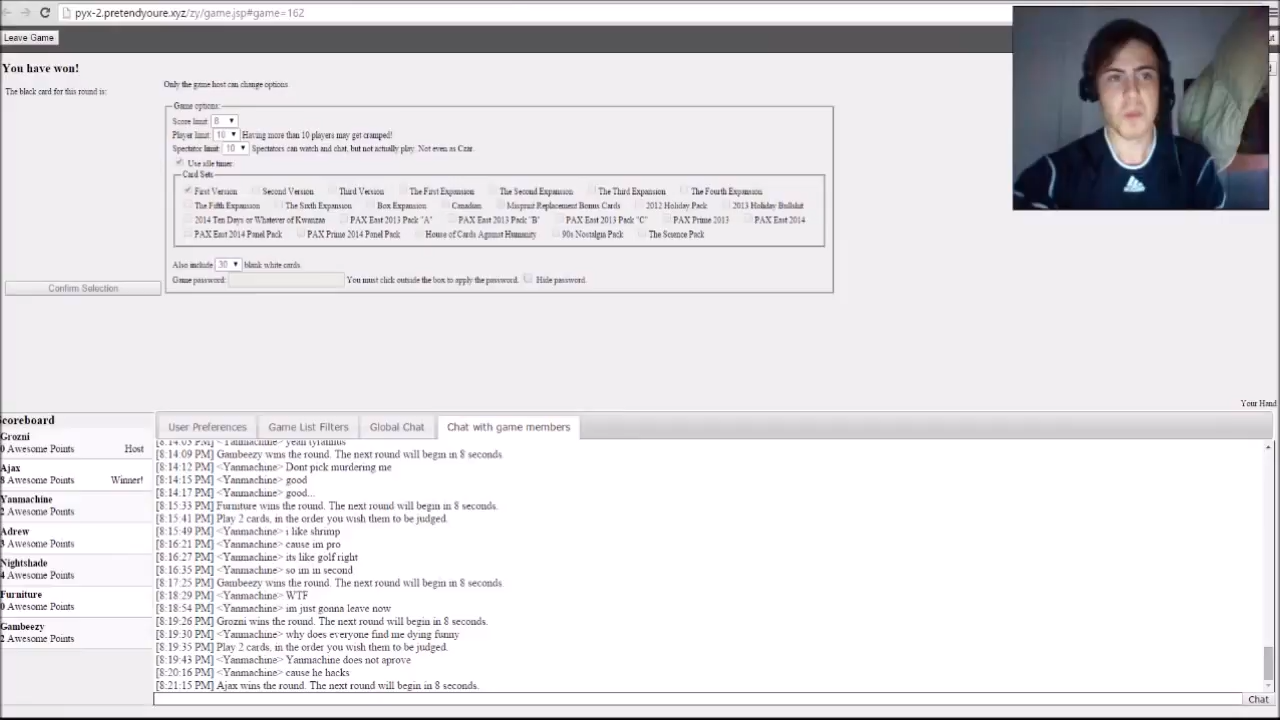 pyx-2.pretendyoure.xyz/zy/game.jsp#game=162
Leave Game
You have won!
The black card for this round is:
Only the game host can change options.
Game options:
Score limit: 8
Player limit: 10 Having more than 10 players may get cramped!
Spectator limit: 10 Spectators can watch and chat, but not actually play. Not even as Czar.
Use idle timer.
Card Sets
First Version Second Version Third Version The First Expansion The Second Expansion The Third Expansion The Fourth Expansion
The Fifth Expansion The Sixth Expansion Box Expansion Canadian Misprint Replacement Bonus Cards 2012 Holiday Pack 2013 Holiday Bullshit
2014 Ten Days or Whatever of Kwanzaa PAX East 2013 Pack "A" PAX East 2013 Pack "B" PAX East 2013 Pack "C" PAX Prime 2013 PAX East 2014
PAX East 2014 Panel Pack PAX Prime 2014 Panel Pack House of Cards Against Humanity 90s Nostalgia Pack The Science Pack
Also include 30 blank white cards.
Game password: You must click outside the box to apply the password. Hide password.
Confirm Selection
Your Hand
coreboard
Grozni
0 Awesome Points Host
Ajax
8 Awesome Points Winner!
Yanmachine
2 Awesome Points
Adrew
3 Awesome Points
Nightshade
4 Awesome Points
Furniture
0 Awesome Points
Gambeezy
2 Awesome Points
User Preferences Game List Filters Global Chat Chat with game members
[8:14:03 PM] <Yanmachine> yeah tyrannus
[8:14:09 PM] Gambeezy wins the round. The next round will begin in 8 seconds.
[8:14:12 PM] <Yanmachine> Dont pick murdering me
[8:14:15 PM] <Yanmachine> good
[8:14:17 PM] <Yanmachine> good...
[8:15:33 PM] Furniture wins the round. The next round will begin in 8 seconds.
[8:15:41 PM] Play 2 cards, in the order you wish them to be judged.
[8:15:49 PM] <Yanmachine> i like shrimp
[8:16:21 PM] <Yanmachine> cause im pro
[8:16:27 PM] <Yanmachine> its like golf right
[8:16:35 PM] <Yanmachine> so im in second
[8:17:25 PM] Gambeezy wins the round. The next round will begin in 8 seconds.
[8:18:29 PM] <Yanmachine> WTF
[8:18:54 PM] <Yanmachine> im just gonna leave now
[8:19:26 PM] Grozni wins the round. The next round will begin in 8 seconds.
[8:19:30 PM] <Yanmachine> why does everyone find me dying funny
[8:19:35 PM] Play 2 cards, in the order you wish them to be judged.
[8:19:43 PM] <Yanmachine> Yanmachine does not aprove
[8:20:16 PM] <Yanmachine> cause he hacks
[8:21:15 PM] Ajax wins the round. The next round will begin in 8 seconds.
Chat